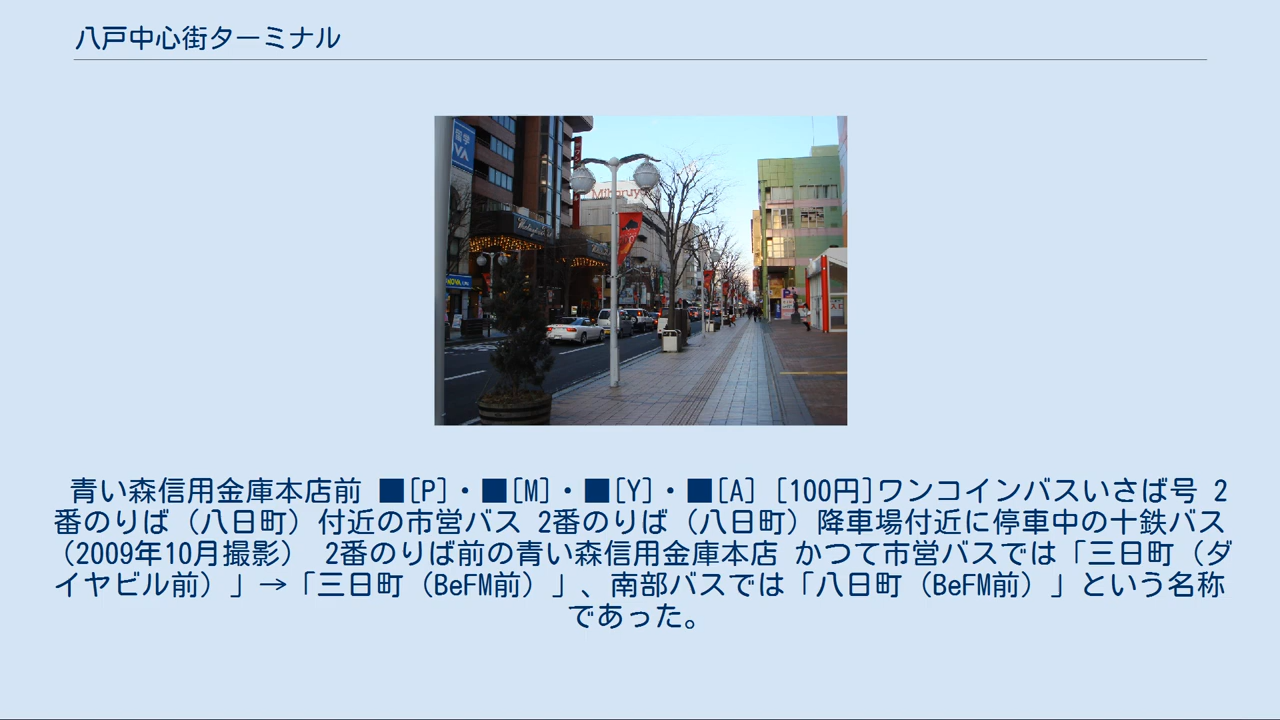 八戸中心街ターミナル
留学
NOVA
入口
青い森信用金庫本店前 ■[P]・■[M]・■[Y]・■[A] [100円]ワンコインバスいさば号 2
番のりば（八日町）付近の市営バス 2番のりば（八日町）降車場付近に停車中の十鉄バス
（2009年10月撮影） 2番のりば前の青い森信用金庫本店 かつて市営バスでは「三日町（ダ
イヤビル前）」→「三日町（BeFM前）」、南部バスでは「八日町（BeFM前）」という名称
であった。